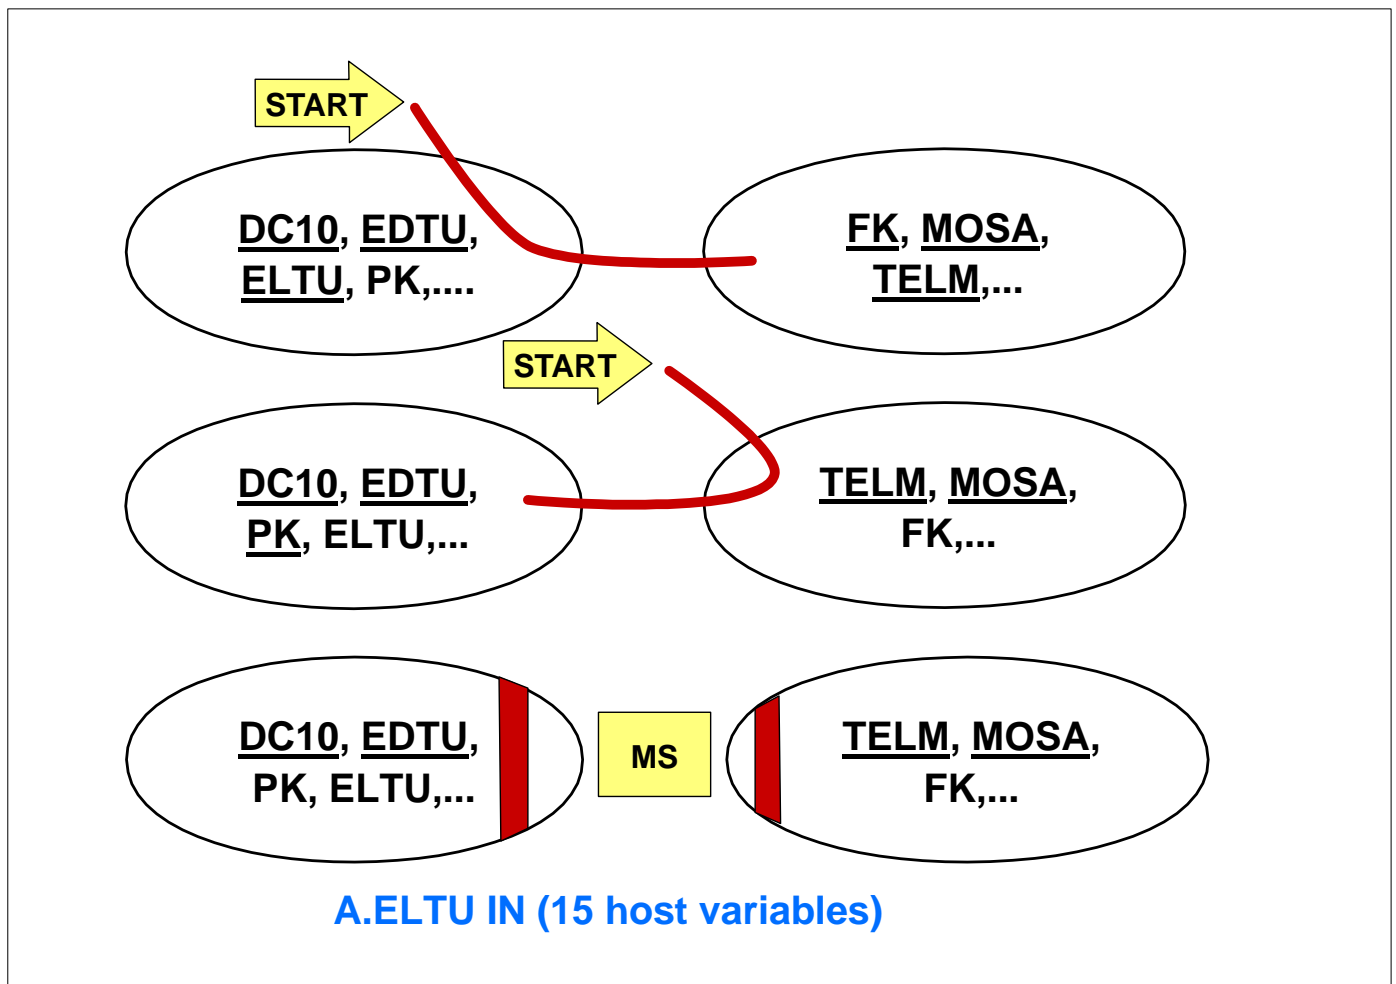 START
DC10, EDTU,
ELTU, PK,....
FK, MOSA,
TELM,...
START
DC10, EDTU,
PK, ELTU,...
TELM, MOSA,
FK,...
DC10, EDTU,
PK, ELTU,...
MS
TELM, MOSA,
FK,...
A.ELTU IN (15 host variables)